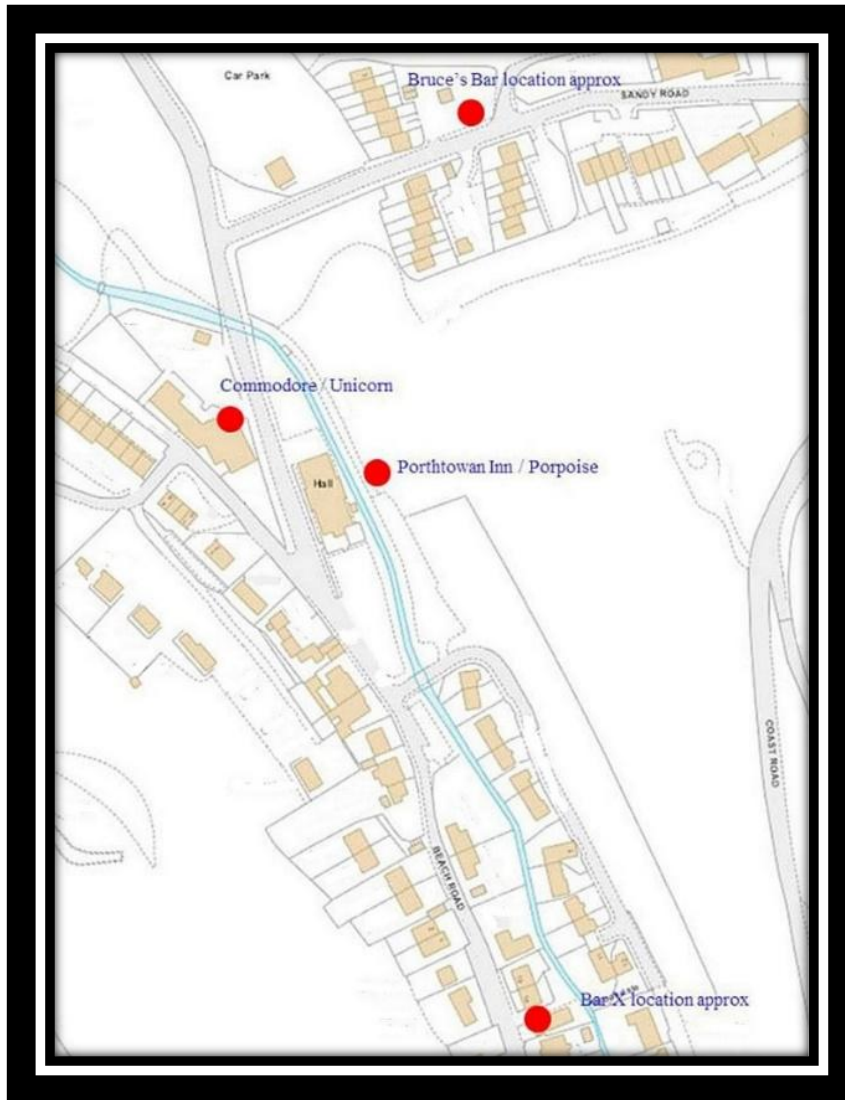 Car Park
Bruce's Bar location approx
SANDY ROAD
Commodore / Unicorn
Porthtowan Inn / Porpoise
Hall
COAST ROAD
BEACH ROAD
Bar X location approx